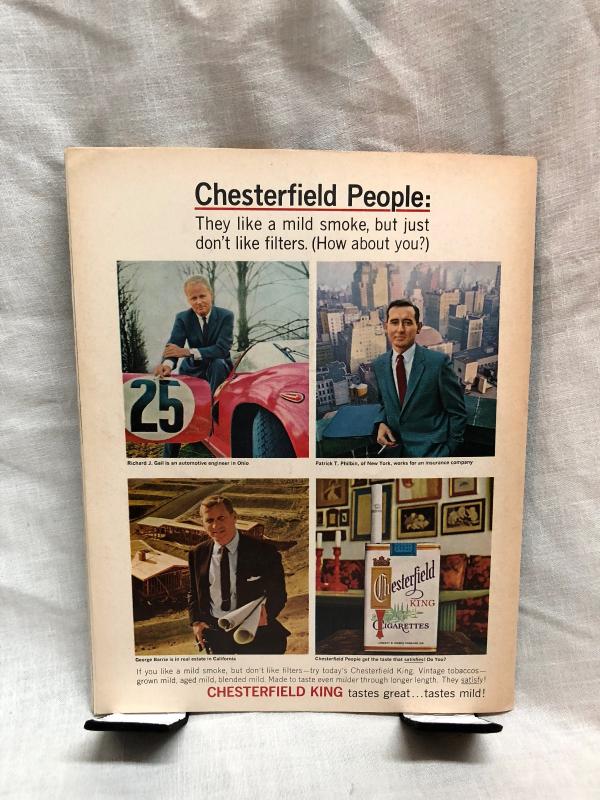 Chesterfield People:
They like a mild smoke, but just
don't like filters. (How about you?)
25
Richard J. Gail is an automotive engineer in Ohio
Patrick T. Philbin, of New York, works for an insurance company
Chesterfield
KING
CIGARETTES
George Barrie is in real estate in California
Chesterfield People get the taste that satisfies! Do You?
If you like a mild smoke, but don't like filters—try today's Chesterfield King. Vintage tobaccos—
grown mild, aged mild, blended mild. Made to taste even milder through longer length. They satisfy!
CHESTERFIELD KING tastes great...tastes mild!